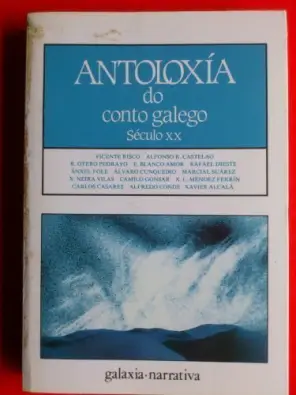 ANTOLOXÍA
do
conto galego
Século XX
VICENTE RISCO ALFONSO R. CASTELAO
R. OTERO PEDRAYO E. BLANCO AMOR RAFAEL DIESTE
ÁNXEL FOLE ÁLVARO CUNQUEIRO MARCIAL SUÁREZ
X. NEIRA VILAS CAMILO GONSAR X. L. MÉNDEZ FERRÍN
CARLOS CASARES ALFREDO CONDE XAVIER ALCALÁ
galaxia·narrativa